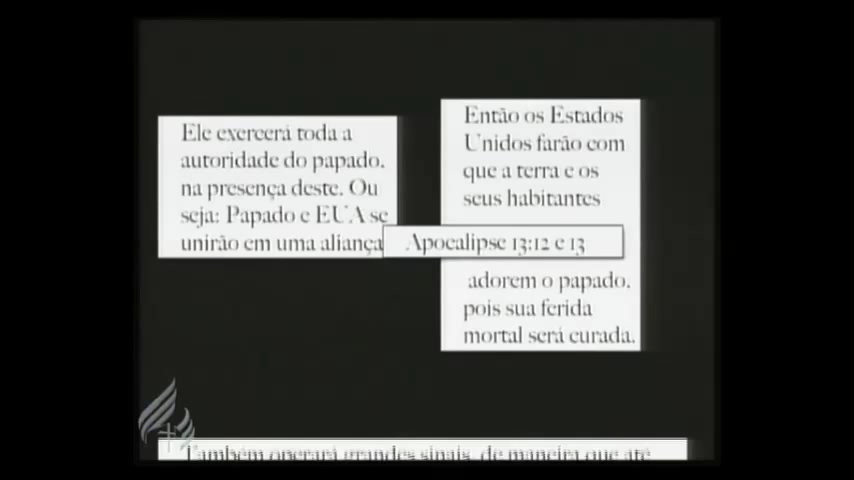 Ele exercerá toda a
autoridade do papado,
na presença deste. Ou
seja: Papado e EUA se
unirão em uma aliança
Então os Estados
Unidos farão com
que a terra e os
seus habitantes
Apocalipse 13:12 e 13
adorem o papado,
pois sua ferida
mortal será curada.
Também operará grandes sinais, de maneira que até